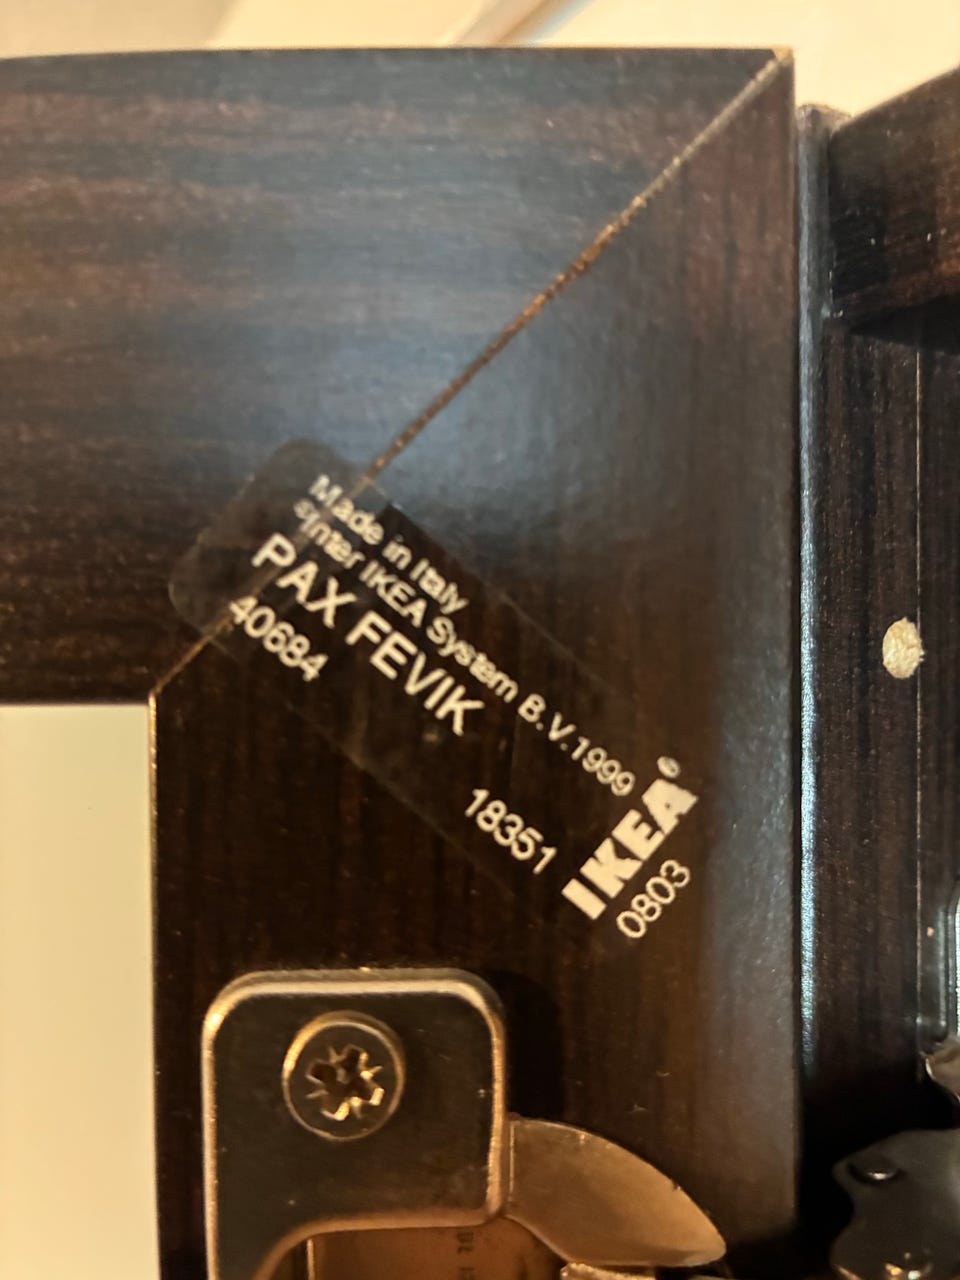 Made in Italy
©Inter IKEA System B.V.1999
PAX FEVIK
40684
18351
IKEA®
0803